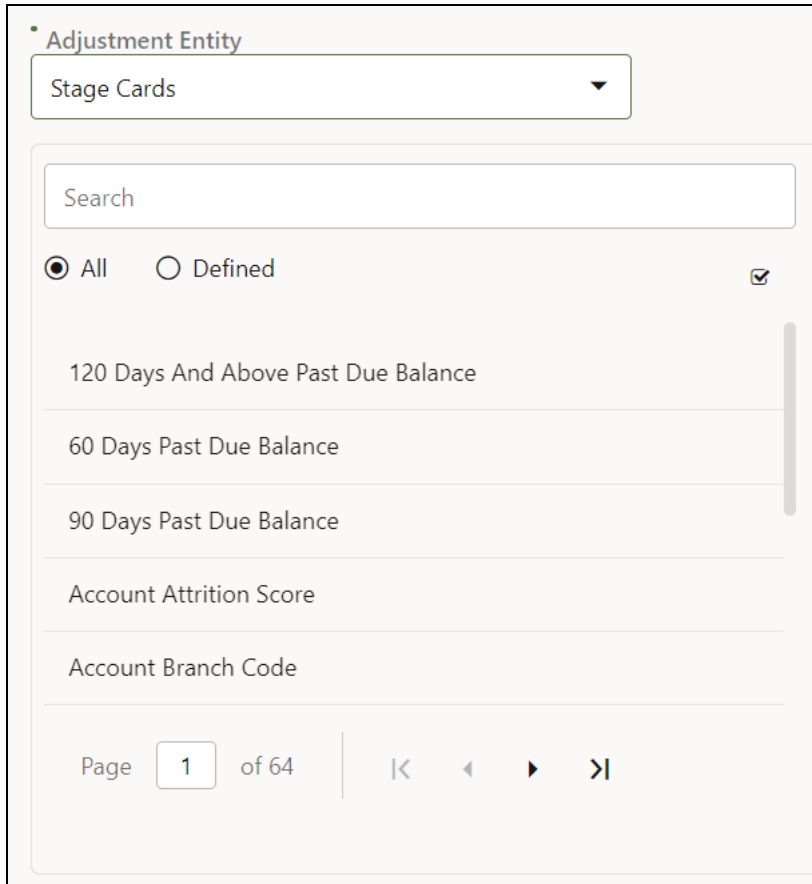 Adjustment Entity
Stage Cards
Search
All Defined
120 Days And Above Past Due Balance
60 Days Past Due Balance
90 Days Past Due Balance
Account Attrition Score
Account Branch Code
Page 1 of 64